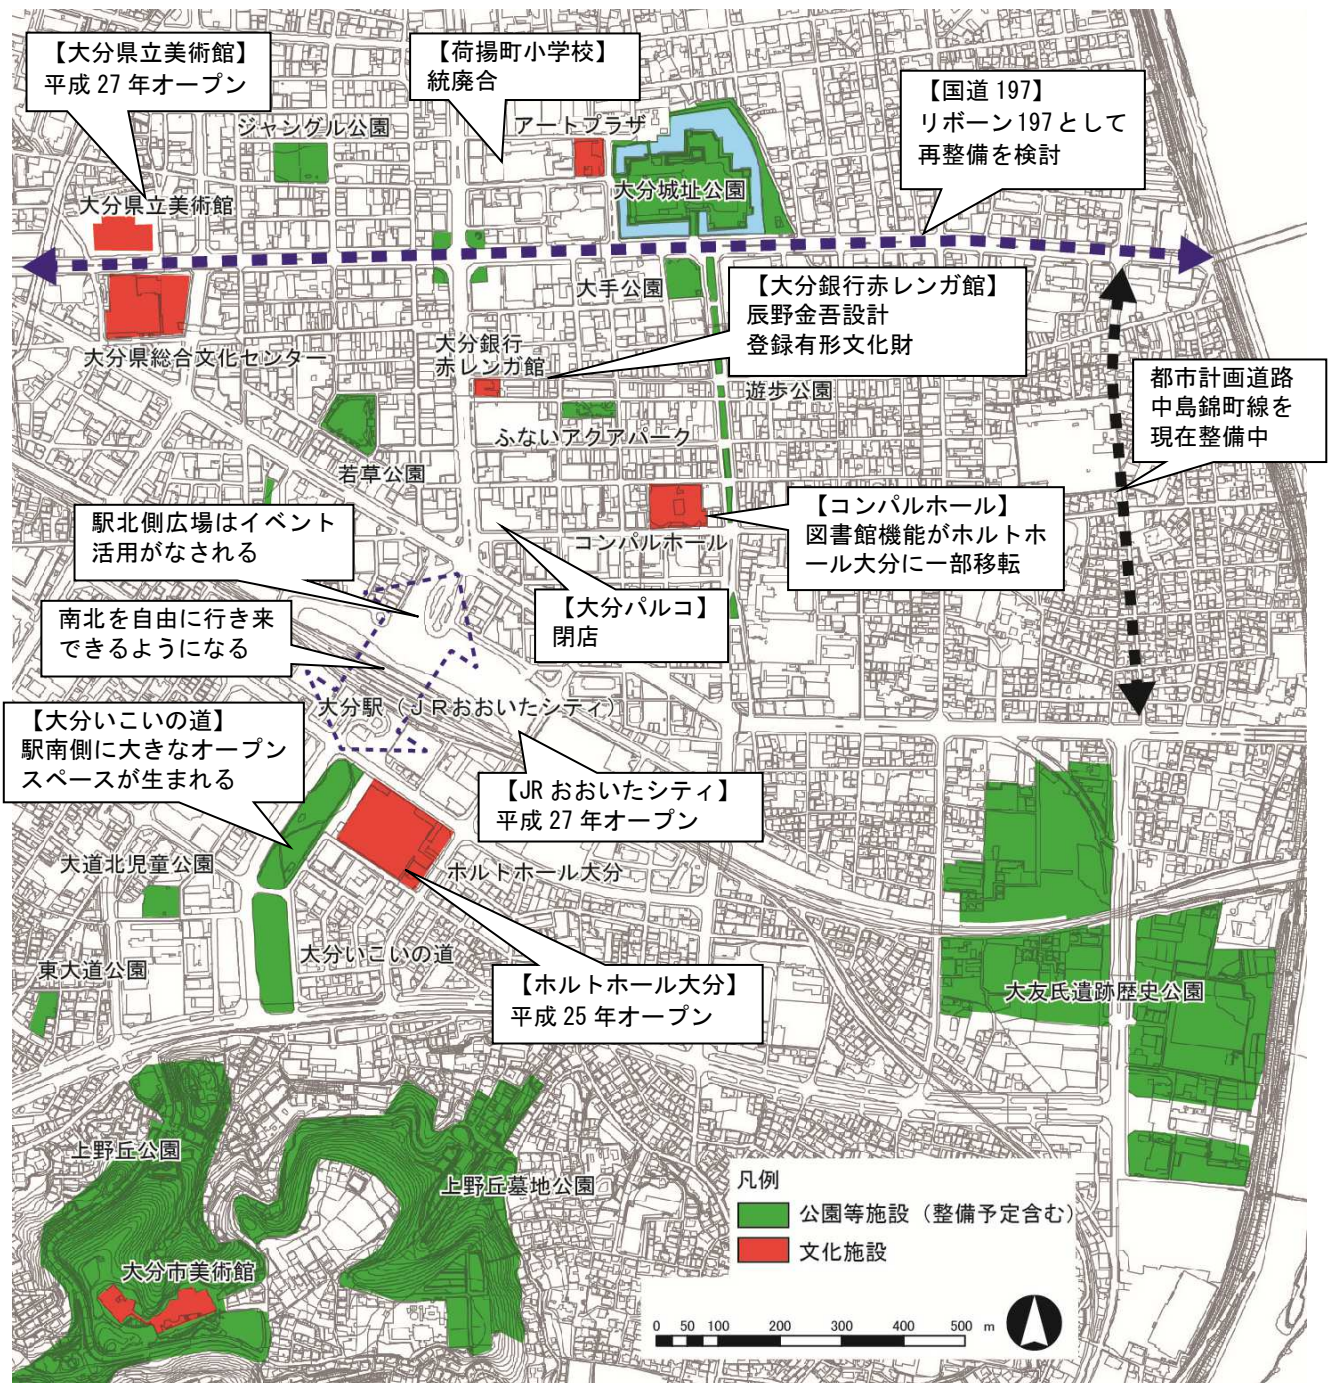 【大分県立美術館】
平成 27 年オープン
【荷揚町小学校】
統廃合
【国道 197】
リボーン 197 として
再整備を検討
ジャングル公園
アートプラザ
大分城址公園
大分県立美術館
大手公園
【大分銀行赤レンガ館】
辰野金吾設計
登録有形文化財
大分県総合文化センター
大分銀行
赤レンガ館
遊歩公園
都市計画道路
中島錦町線を
現在整備中
ふないアクアパーク
若草公園
駅北側広場はイベント
活用がなされる
コンパルホール
【コンパルホール】
図書館機能がホルトホ
ール大分に一部移転
【大分パルコ】
閉店
南北を自由に行き来
できるようになる
大分駅（ＪＲおおいたシティ）
【大分いこいの道】
駅南側に大きなオープン
スペースが生まれる
【JR おおいたシティ】
平成 27 年オープン
大道北児童公園
ホルトホール大分
東大道公園
大分いこいの道
【ホルトホール大分】
平成 25 年オープン
大友氏遺跡歴史公園
上野丘公園
上野丘墓地公園
大分市美術館
凡例
公園等施設（整備予定含む）
文化施設
0 50 100 200 300 400 500 m